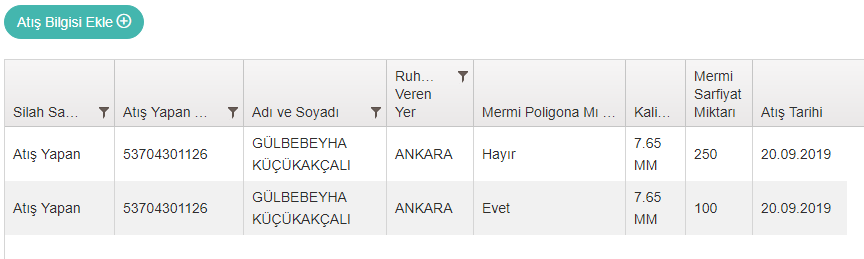 Atış Bilgisi Ekle
Ruh...
Veren
Yer
Mermi
Sarfiyat
Miktarı
Silah Sa... Atış Yapan ... Adı ve Soyadı Mermi Poligona Mı ... Kali... Atış Tarihi
Atış Yapan 53704301126 GÜLBEBEYHA
KÜÇÜKAKÇALI ANKARA Hayır 7.65
MM 250 20.09.2019
Atış Yapan 53704301126 GÜLBEBEYHA
KÜÇÜKAKÇALI ANKARA Evet 7.65
MM 100 20.09.2019